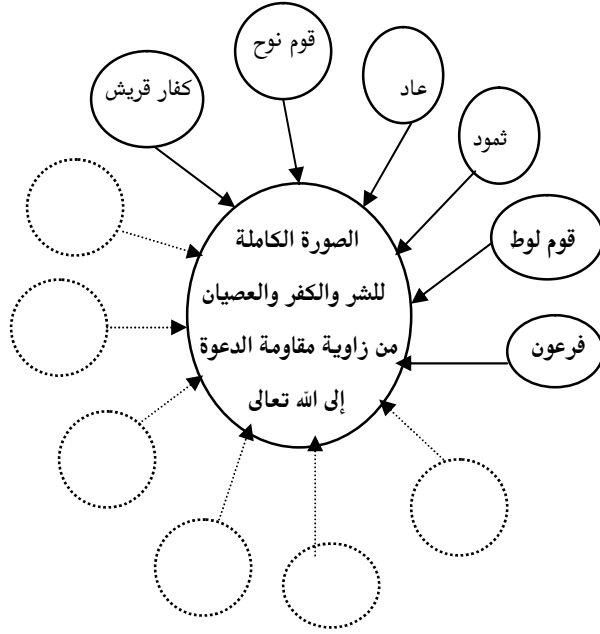 قوم نوح
عاد
كفار قريش
ثمود
قوم لوط
الصورة الكاملة
للشر والكفر والعصيان
من زاوية مقاومة الدعوة
إلى الله تعالى
فرعون